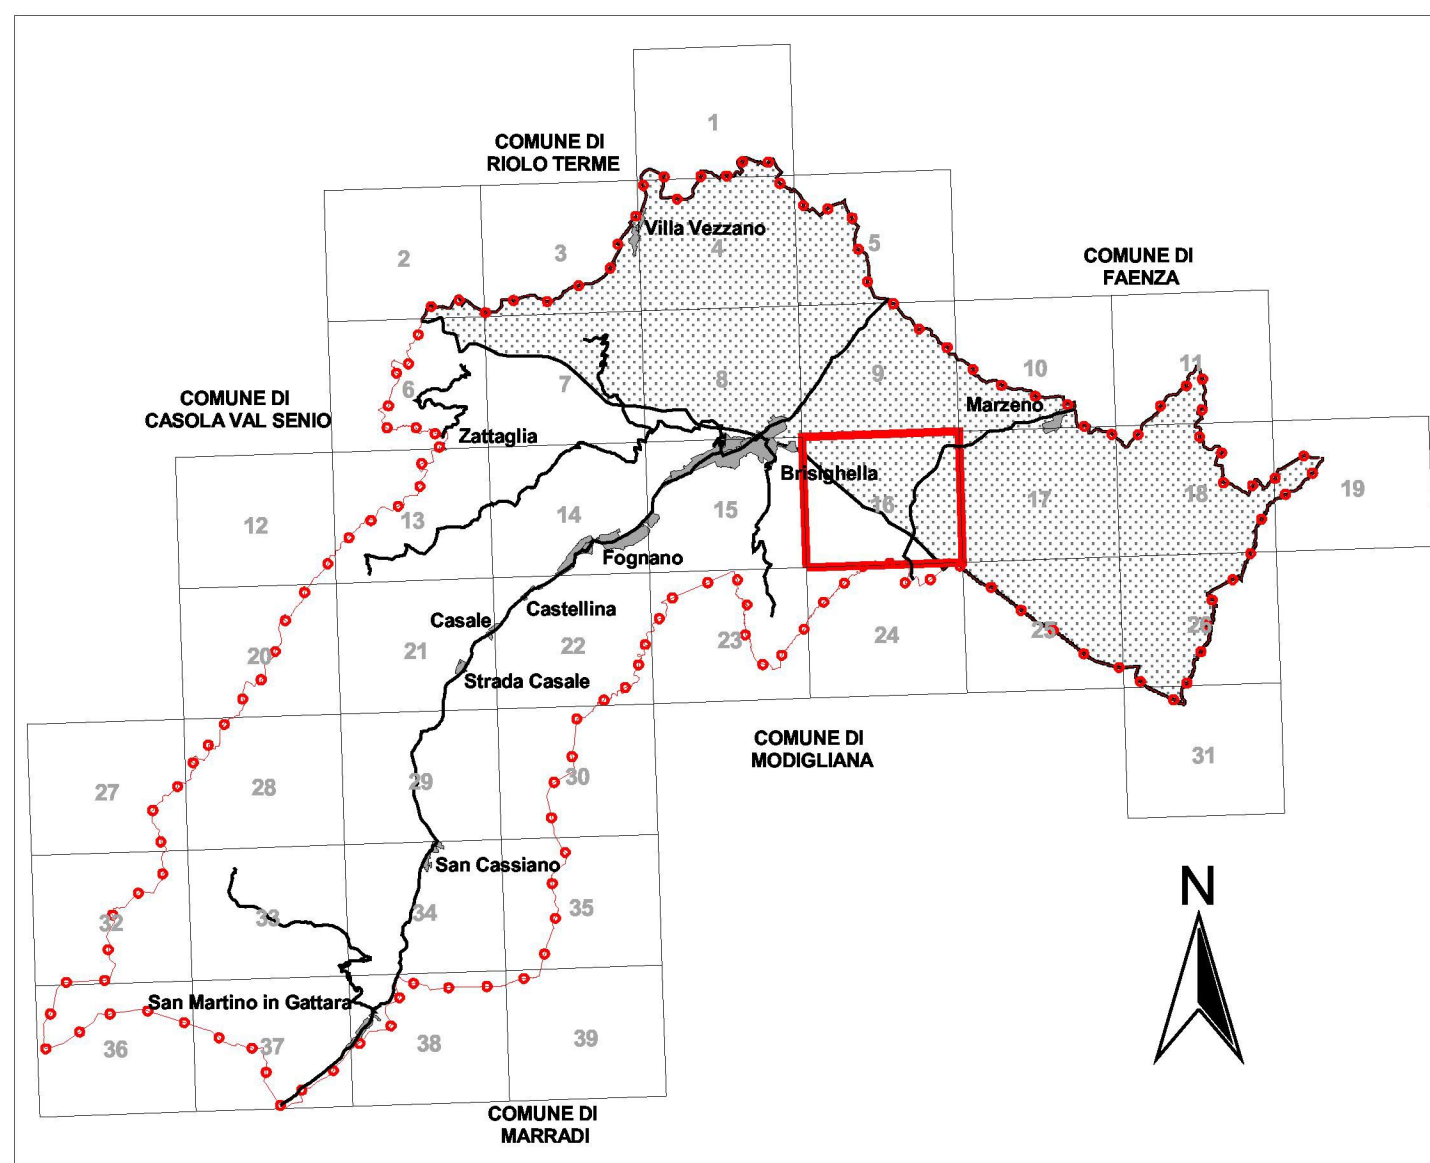 1
COMUNE DI
RIOLO TERME
Villa Vezzano
2
3
4
5
COMUNE DI
FAENZA
6
7
8
9
10
11
COMUNE DI
CASOLA VAL SENIO
Marzeno
Zattaglia
Brisighella
12
13
14
15
16
17
18
19
Fognano
Castellina
Casale
20
21
22
23
24
25
26
Strada Casale
COMUNE DI
MODIGLIANA
27
28
29
30
31
San Cassiano
32
33
34
35
N
San Martino in Gattara
36
37
38
39
COMUNE DI
MARRADI